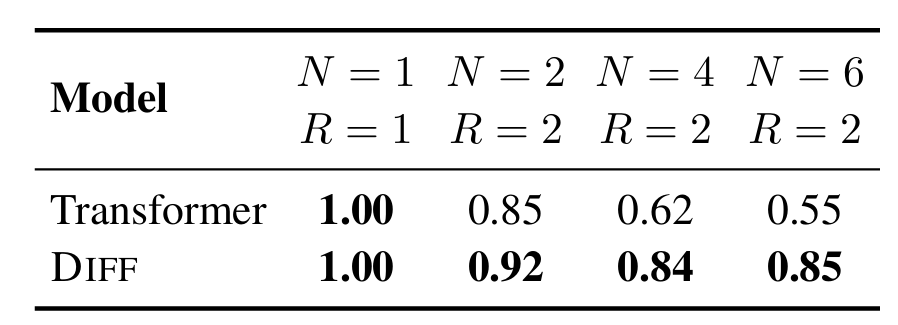 Model N = 1 N = 2 N = 4 N = 6
R = 1 R = 2 R = 2 R = 2
Transformer 1.00 0.85 0.62 0.55
DIFF 1.00 0.92 0.84 0.85